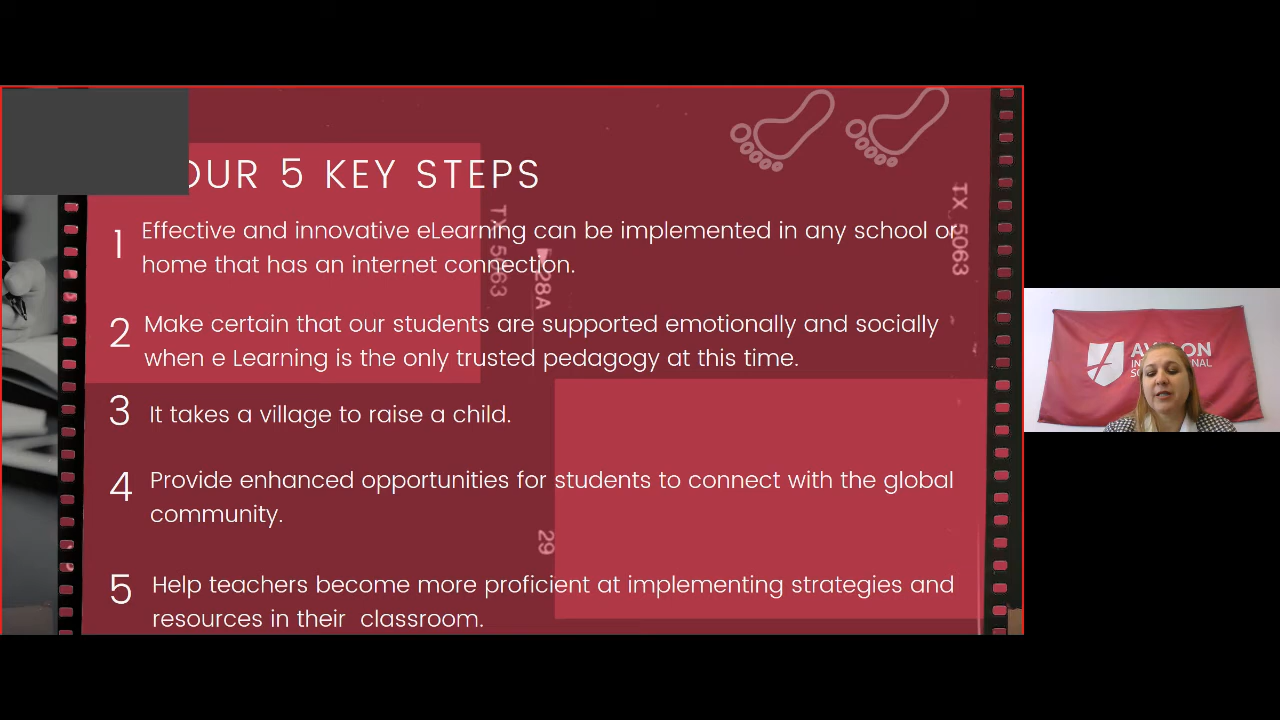 OUR 5 KEY STEPS
1 Effective and innovative eLearning can be implemented in any school or
home that has an internet connection.
2 Make certain that our students are supported emotionally and socially
when e Learning is the only trusted pedagogy at this time.
3 It takes a village to raise a child.
4 Provide enhanced opportunities for students to connect with the global
community.
5 Help teachers become more proficient at implementing strategies and
resources in their classroom.
TX 5063
28A
TX 5063
29